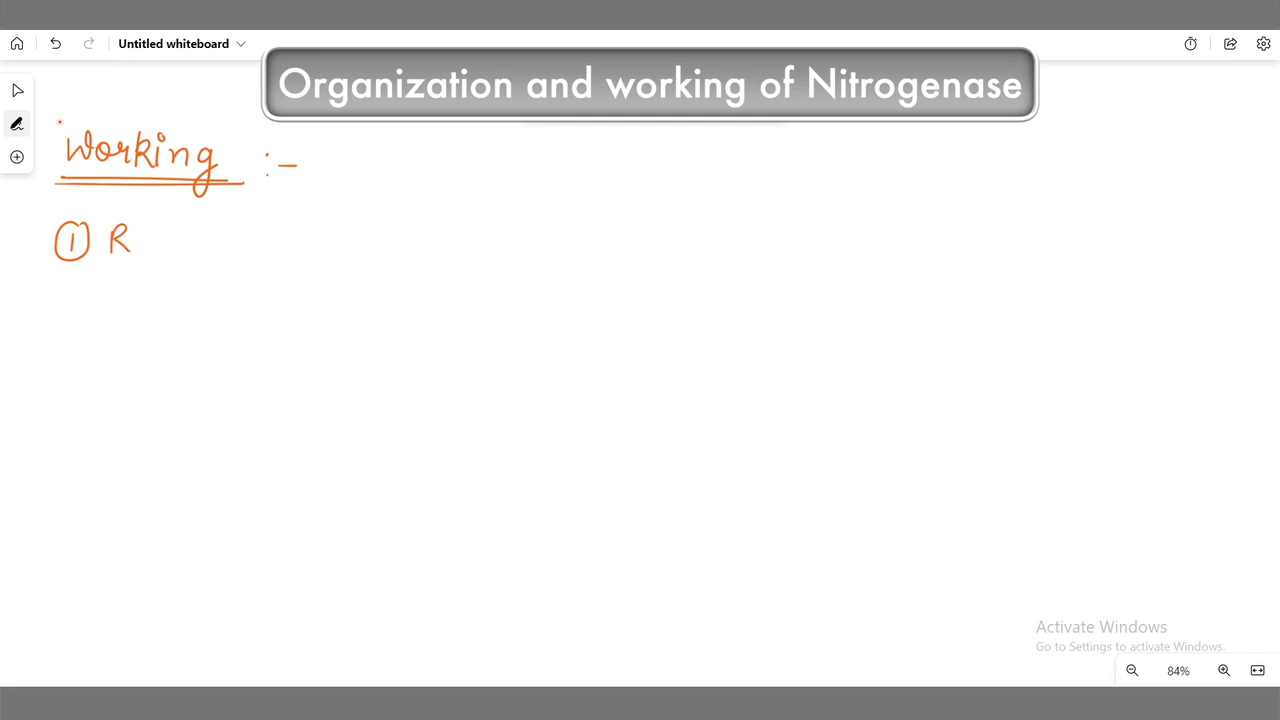 Untitled whiteboard
Organization and working of Nitrogenase
Working :-
① R
Activate Windows
Go to Settings to activate Windows.
84%